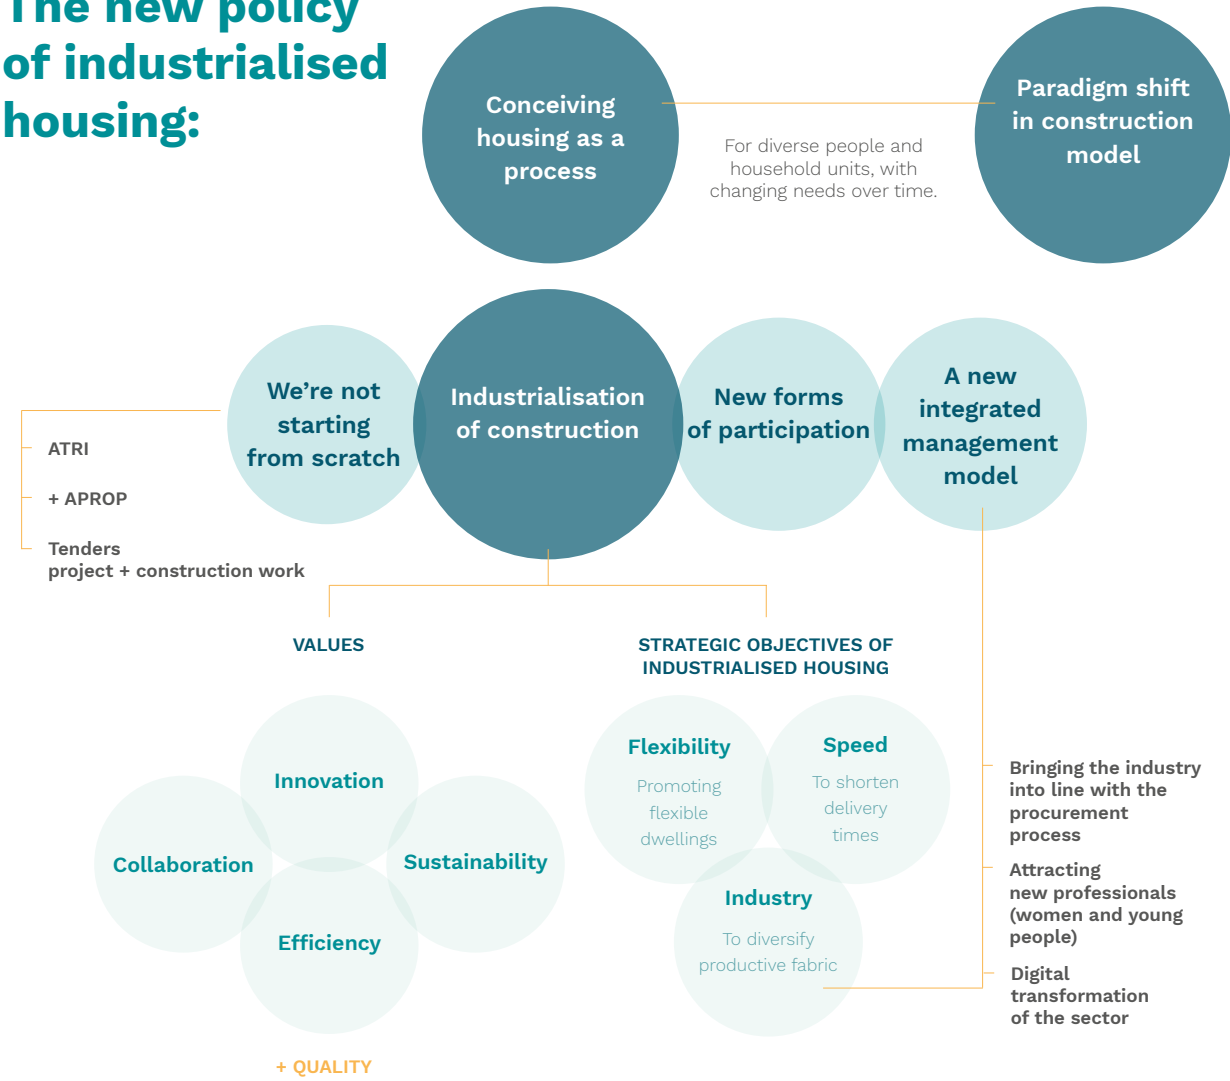 The new policy
of industrialised
housing:
Conceiving
housing as a
process
For diverse people and
household units, with
changing needs over time.
Paradigm shift
in construction
model
We’re not
starting
from scratch
Industrialisation
of construction
New forms
of participation
A new
integrated
management
model
ATRI
+ APROP
Tenders
project + construction work
VALUES
Innovation
Collaboration
Sustainability
Efficiency
+ QUALITY
STRATEGIC OBJECTIVES OF
INDUSTRIALISED HOUSING
Flexibility
Promoting
flexible
dwellings
Speed
To shorten
delivery
times
Industry
To diversify
productive fabric
Bringing the industry
into line with the
procurement
process
Attracting
new professionals
(women and young
people)
Digital
transformation
of the sector